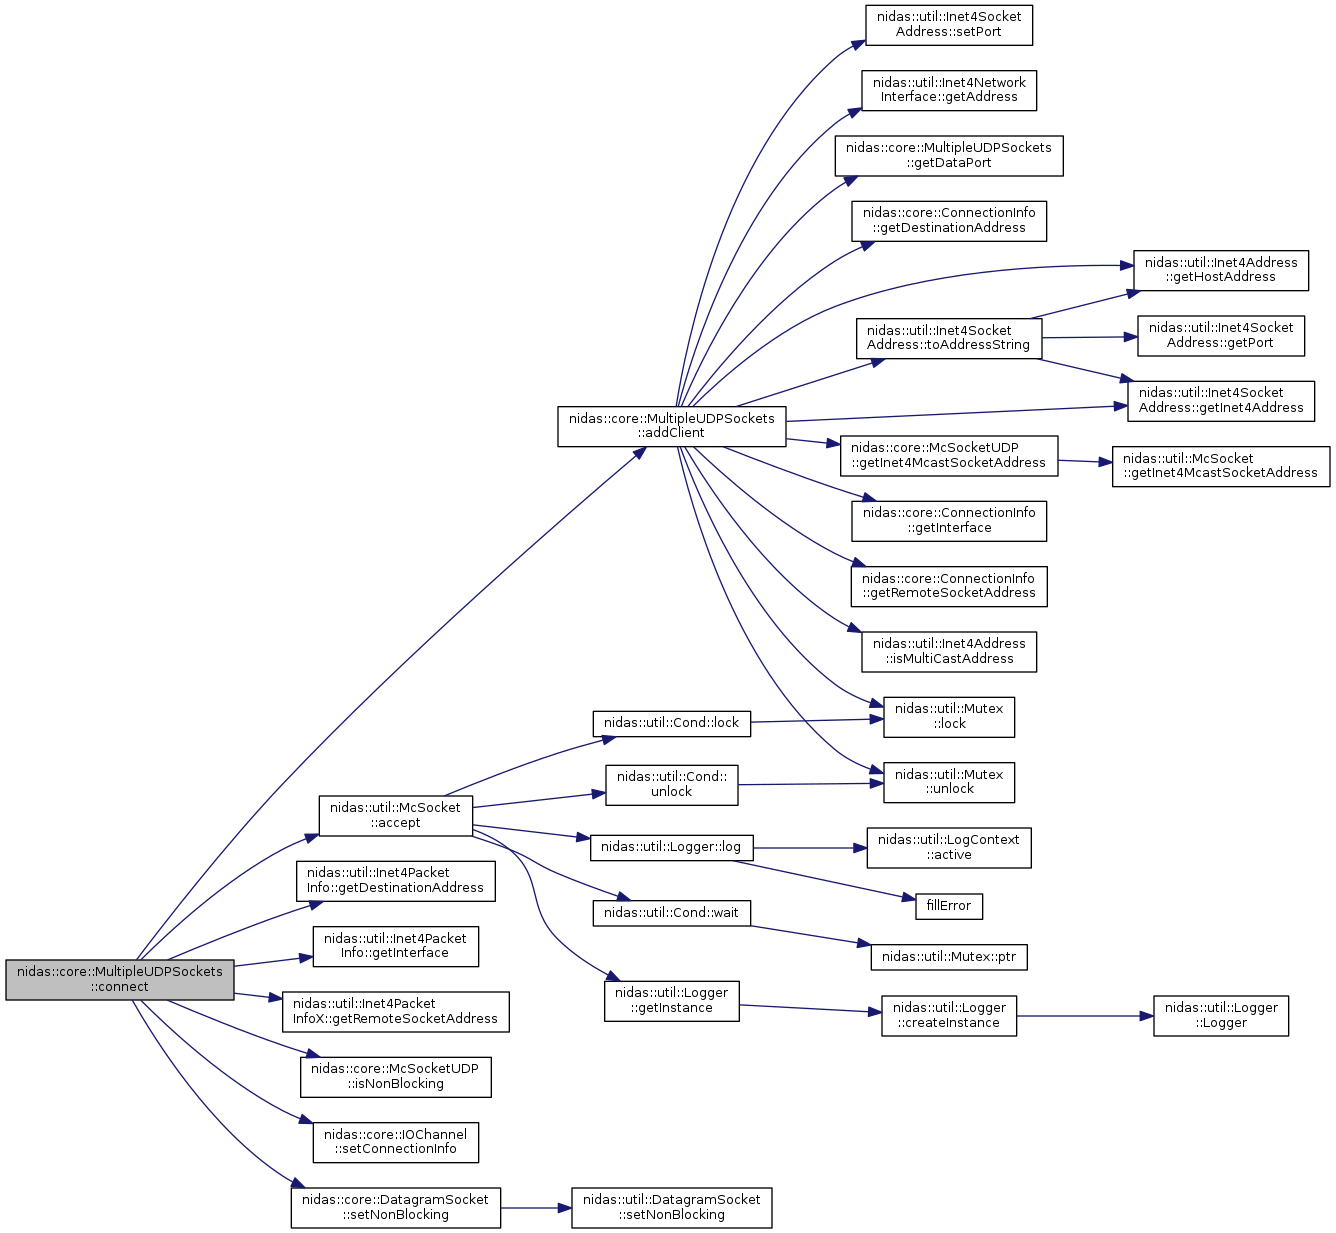 nidas::util::Inet4Socket
Address::setPort
nidas::util::Inet4Network
Interface::getAddress
nidas::core::MultipleUDPSockets
::getDataPort
nidas::core::ConnectionInfo
::getDestinationAddress
nidas::util::Inet4Address
::getHostAddress
nidas::util::Inet4Socket
Address::toAddressString
nidas::util::Inet4Socket
Address::getPort
nidas::util::Inet4Socket
Address::getInet4Address
nidas::core::MultipleUDPSockets
::addClient
nidas::core::McSocketUDP
::getInet4McastSocketAddress
nidas::util::McSocket
::getInet4McastSocketAddress
nidas::core::ConnectionInfo
::getInterface
nidas::core::ConnectionInfo
::getRemoteSocketAddress
nidas::util::Inet4Address
::isMultiCastAddress
nidas::util::Mutex
::lock
nidas::util::Cond::lock
nidas::util::Cond::
unlock
nidas::util::Mutex
::unlock
nidas::util::McSocket
::accept
nidas::util::Logger::log
nidas::util::LogContext
::active
nidas::util::Inet4Packet
Info::getDestinationAddress
fillError
nidas::util::Cond::wait
nidas::util::Inet4Packet
Info::getInterface
nidas::util::Mutex::ptr
nidas::core::MultipleUDPSockets
::connect
nidas::util::Inet4Packet
InfoX::getRemoteSocketAddress
nidas::util::Logger
::getInstance
nidas::util::Logger
::createInstance
nidas::util::Logger
::Logger
nidas::core::McSocketUDP
::isNonBlocking
nidas::core::IOChannel
::setConnectionInfo
nidas::core::DatagramSocket
::setNonBlocking
nidas::util::DatagramSocket
::setNonBlocking